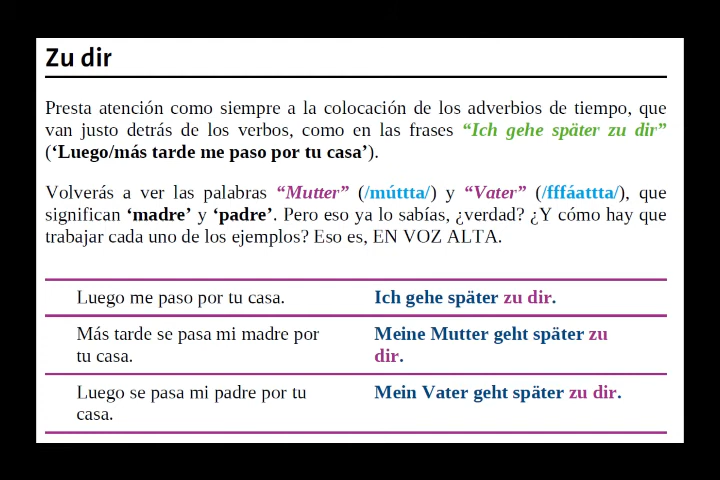 Zu dir
Presta atención como siempre a la colocación de los adverbios de tiempo, que
van justo detrás de los verbos, como en las frases “Ich gehe später zu dir”
(‘Luego/más tarde me paso por tu casa’).
Volverás a ver las palabras “Mutter” (/múttta/) y “Vater” (/fffáattta/), que
significan ‘madre’ y ‘padre’. Pero eso ya lo sabías, ¿verdad? ¿Y cómo hay que
trabajar cada uno de los ejemplos? Eso es, EN VOZ ALTA.
Luego me paso por tu casa.
Ich gehe später zu dir.
Más tarde se pasa mi madre por
tu casa.
Meine Mutter geht später zu
dir.
Luego se pasa mi padre por tu
casa.
Mein Vater geht später zu dir.